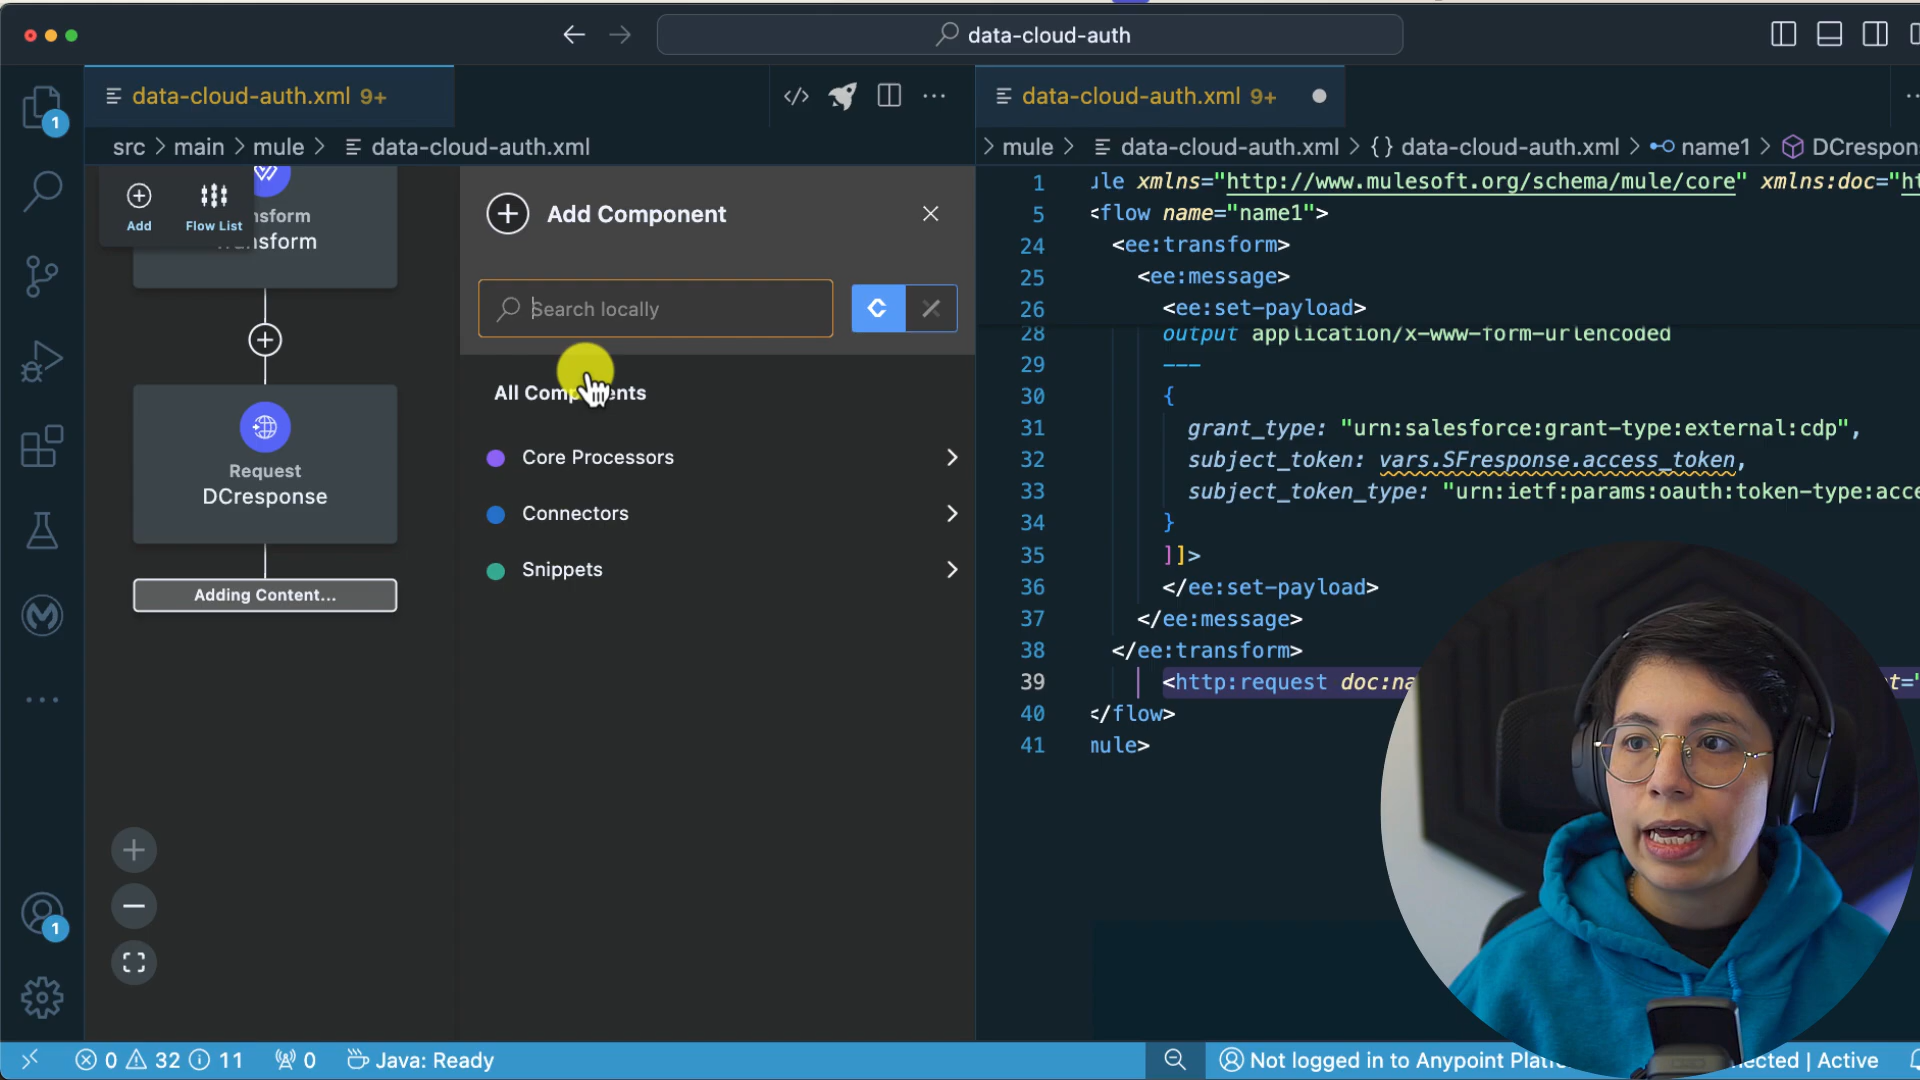 data-cloud-auth
data-cloud-auth.xml 9+
data-cloud-auth.xml 9+
src > main > mule > data-cloud-auth.xml
> mule > data-cloud-auth.xml > {} data-cloud-auth.xml > name1 >
Add
Flow List
Transform
DCresponse
Request
Adding Content...
Add Component
Search locally
All Components
Core Processors
Connectors
Snippets
1 xmlns="http://www.mulesoft.org/schema/mule/core" xmlns:doc="
5 <flow name="name1">
24 <ee:transform>
25 <ee:message>
26 <ee:set-payload>
28 output application/x-www-form-urlencoded
29 ---
30 {
31 grant_type: "urn:salesforce:grant-type:external:cdp",
32 subject_token: vars.SFresponse.access_token,
33 subject_token_type: "urn:ietf:params:oauth:token-type:acce
34 }
35 ]]>
36 </ee:set-payload>
37 </ee:message>
38 </ee:transform>
39 <http:request doc:na
40 </flow>
41 mule>
1
1
0 32 11 0 Java: Ready
Not logged in to Anypoint | Active